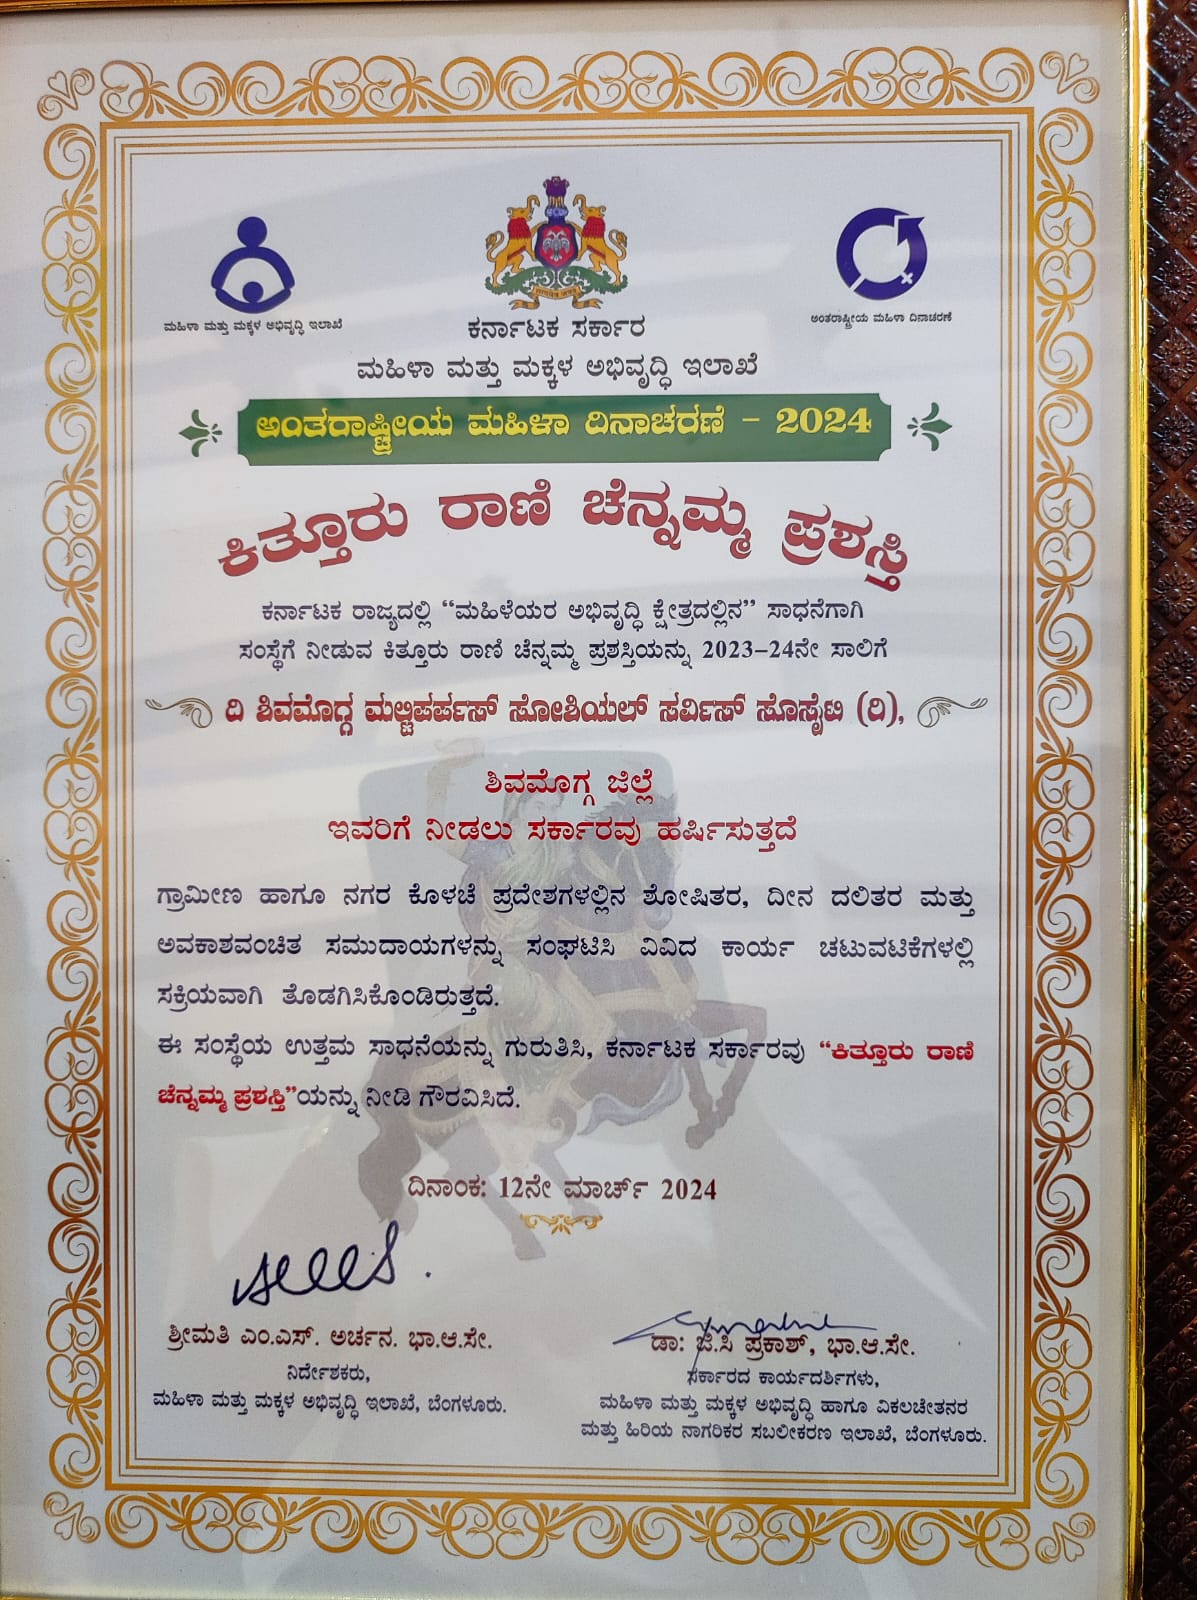 ಮಹಿಳಾ ಮತ್ತು ಮಕ್ಕಳ ಅಭಿವೃದ್ಧಿ ಇಲಾಖೆ
ಅಂತರಾಷ್ಟ್ರೀಯ ಮಹಿಳಾ ದಿನಾಚರಣೆ
ಕರ್ನಾಟಕ ಸರ್ಕಾರ
ಮಹಿಳಾ ಮತ್ತು ಮಕ್ಕಳ ಅಭಿವೃದ್ಧಿ ಇಲಾಖೆ
ಅಂತರಾಷ್ಟ್ರೀಯ ಮಹಿಳಾ ದಿನಾಚರಣೆ - 2024
ಕಿತ್ತೂರು ರಾಣಿ ಚೆನ್ನಮ್ಮ ಪ್ರಶಸ್ತಿ
ಕರ್ನಾಟಕ ರಾಜ್ಯದಲ್ಲಿ “ಮಹಿಳೆಯರ ಅಭಿವೃದ್ಧಿ ಕ್ಷೇತ್ರದಲ್ಲಿನ” ಸಾಧನೆಗಾಗಿ
ಸಂಸ್ಥೆಗೆ ನೀಡುವ ಕಿತ್ತೂರು ರಾಣಿ ಚೆನ್ನಮ್ಮ ಪ್ರಶಸ್ತಿಯನ್ನು 2023-24ನೇ ಸಾಲಿಗೆ
ದಿ ಶಿವಮೊಗ್ಗ ಮಲ್ಟಿಪರ್ಪಸ್ ಸೋಶಿಯಲ್ ಸರ್ವಿಸ್ ಸೊಸೈಟಿ (ರಿ),
ಶಿವಮೊಗ್ಗ ಜಿಲ್ಲೆ
ಇವರಿಗೆ ನೀಡಲು ಸರ್ಕಾರವು ಹರ್ಷಿಸುತ್ತದೆ
ಗ್ರಾಮೀಣ ಹಾಗೂ ನಗರ ಕೊಳಚೆ ಪ್ರದೇಶಗಳಲ್ಲಿನ ಶೋಷಿತರ, ದೀನ ದಲಿತರ ಮತ್ತು
ಅವಕಾಶವಂಚಿತ ಸಮುದಾಯಗಳನ್ನು ಸಂಘಟಿಸಿ ವಿವಿದ ಕಾರ್ಯ ಚಟುವಟಿಕೆಗಳಲ್ಲಿ
ಸಕ್ರಿಯವಾಗಿ ತೊಡಗಿಸಿಕೊಂಡಿರುತ್ತದೆ.
ಈ ಸಂಸ್ಥೆಯ ಉತ್ತಮ ಸಾಧನೆಯನ್ನು ಗುರುತಿಸಿ, ಕರ್ನಾಟಕ ಸರ್ಕಾರವು “ಕಿತ್ತೂರು ರಾಣಿ
ಚೆನ್ನಮ್ಮ ಪ್ರಶಸ್ತಿ”ಯನ್ನು ನೀಡಿ ಗೌರವಿಸಿದೆ.
ದಿನಾಂಕ: 12ನೇ ಮಾರ್ಚ್ 2024
ಶ್ರೀಮತಿ ಎಂ.ಎಸ್. ಅರ್ಚನ. ಭಾ.ಆ.ಸೇ.
ನಿರ್ದೇಶಕರು,
ಮಹಿಳಾ ಮತ್ತು ಮಕ್ಕಳ ಅಭಿವೃದ್ಧಿ ಇಲಾಖೆ, ಬೆಂಗಳೂರು.
ಡಾ: ಜಿ.ಸಿ ಪ್ರಕಾಶ್, ಭಾ.ಆ.ಸೇ.
ಸರ್ಕಾರದ ಕಾರ್ಯದರ್ಶಿಗಳು,
ಮಹಿಳಾ ಮತ್ತು ಮಕ್ಕಳ ಅಭಿವೃದ್ಧಿ ಹಾಗೂ ವಿಕಲಚೇತನರ
ಮತ್ತು ಹಿರಿಯ ನಾಗರಿಕರ ಸಬಲೀಕರಣ ಇಲಾಖೆ, ಬೆಂಗಳೂರು.